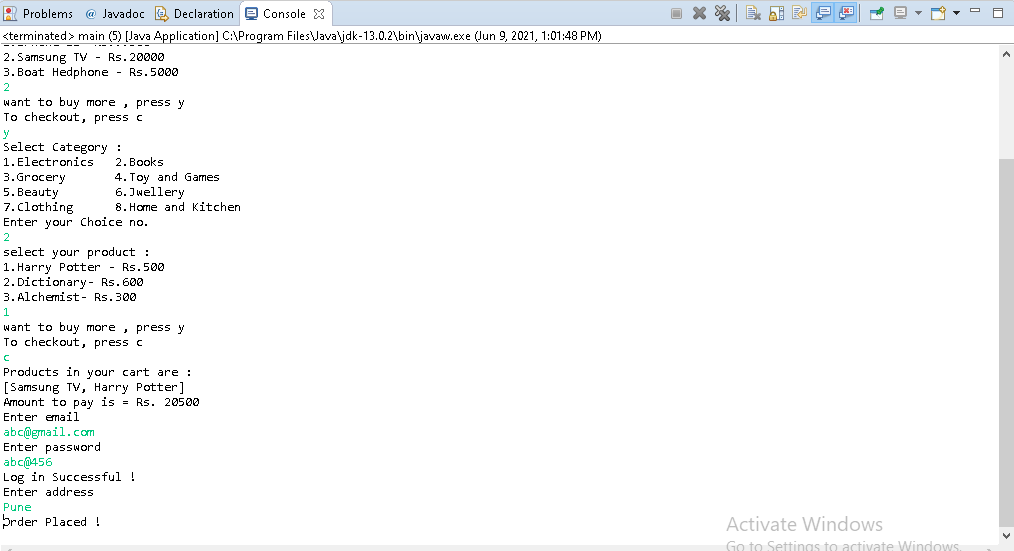 Problems @ Javadoc Declaration Console
<terminated> main (5) [Java Application] C:\Program Files\Java\jdk-13.0.2\bin\javaw.exe (Jun 9, 2021, 1:01:48 PM)
2.Samsung TV - Rs.20000
3.Boat Hedphone - Rs.5000
2
want to buy more , press y
To checkout, press c
y
Select Category :
1.Electronics 2.Books
3.Grocery 4.Toy and Games
5.Beauty 6.Jwellery
7.Clothing 8.Home and Kitchen
Enter your Choice no.
2
select your product :
1.Harry Potter - Rs.500
2.Dictionary- Rs.600
3.Alchemist- Rs.300
1
want to buy more , press y
To checkout, press c
c
Products in your cart are :
[Samsung TV, Harry Potter]
Amount to pay is = Rs. 20500
Enter email
abc@gmail.com
Enter password
abc@456
Log in Successful !
Enter address
Pune
Order Placed !
Activate Windows
Go to Settings to activate Windows.